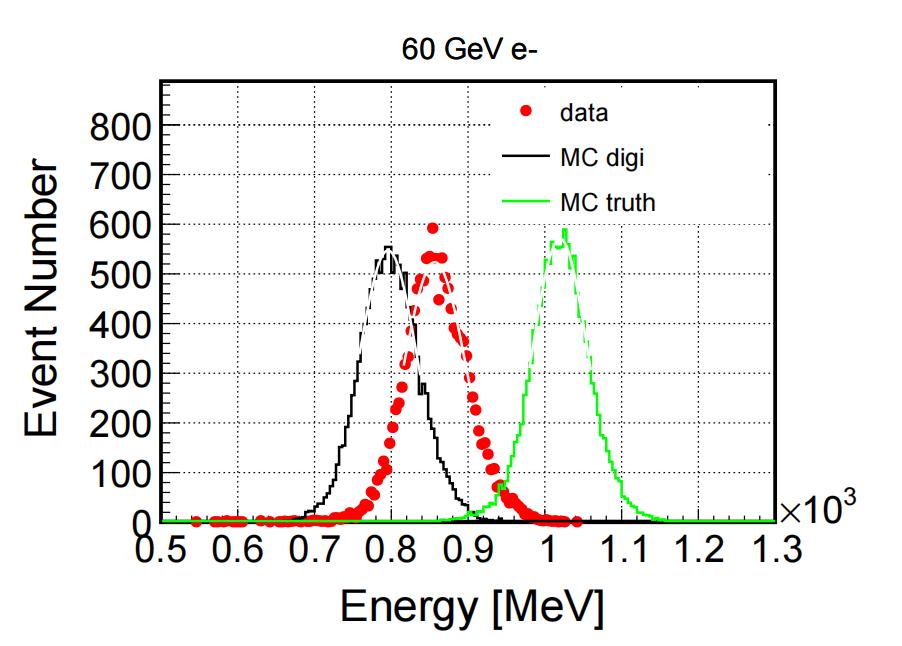 60 GeV e-
data
MC digi
MC truth
Event Number
800
700
600
500
400
300
200
100
0
0.5 0.6 0.7 0.8 0.9 1 1.1 1.2 1.3
×10³
Energy [MeV]